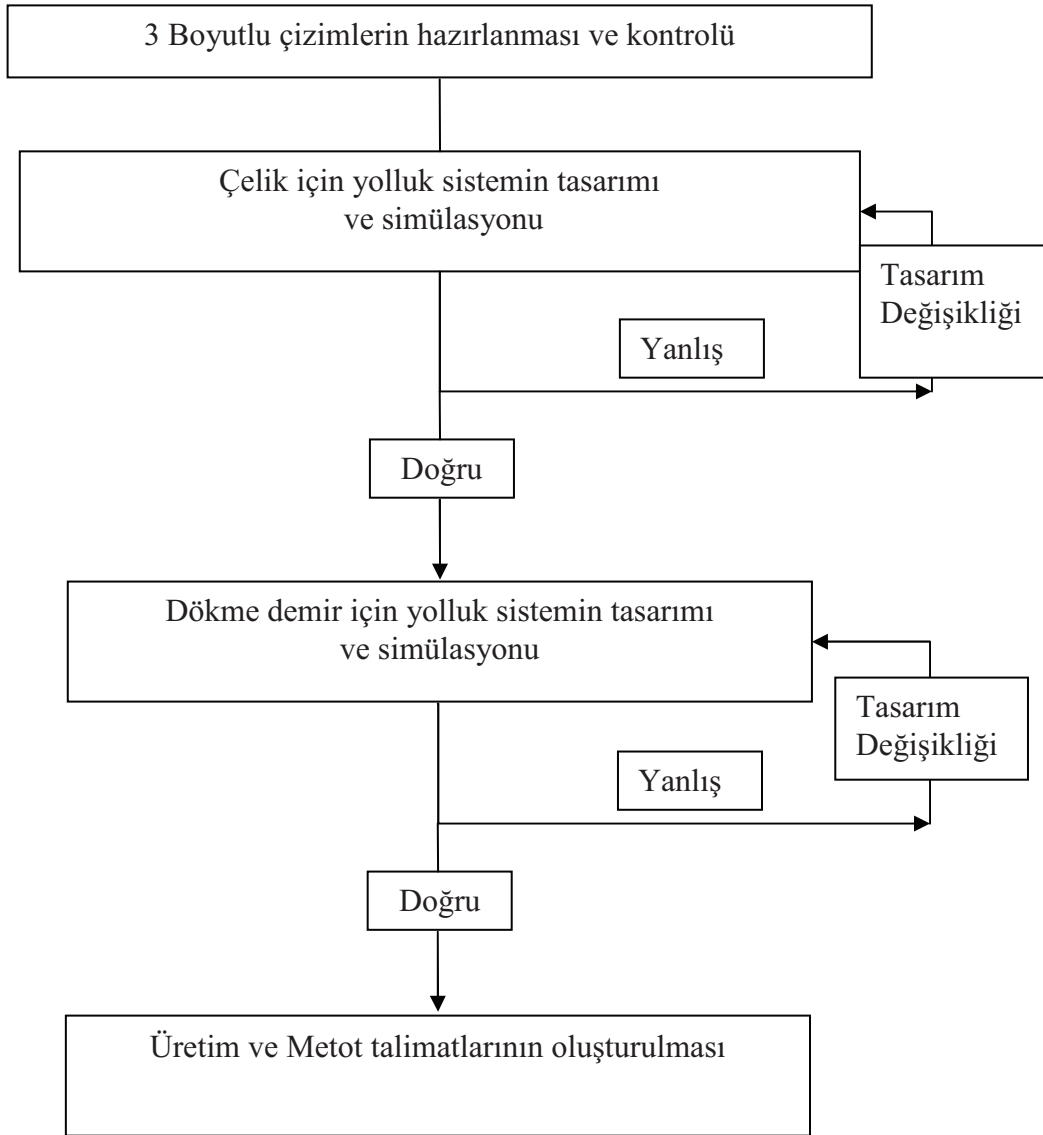 3 Boyutlu çizimlerin hazırlanması ve kontrolü
Çelik için yolluk sistemin tasarımı
ve simülasyonu
Tasarım
Değişikliği
Yanlış
Doğru
Dökme demir için yolluk sistemin tasarımı
ve simülasyonu
Tasarım
Değişikliği
Yanlış
Doğru
Üretim ve Metot talimatlarının oluşturulması